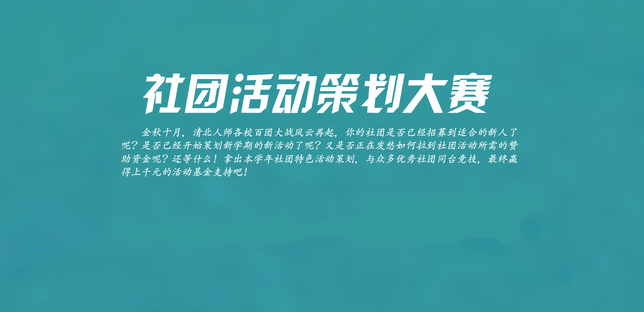 社团活动策划大赛
金秋十月，清北人师各校百团大战风云再起，你的社团是否已经招募到适合的新人了
呢？是否已经开始策划新学期的新活动了呢？又是否正在发愁如何拉到社团活动所需的赞
助资金呢？还等什么！拿出本学年社团特色活动策划，与众多优秀社团同台竞技，最终赢
得上千元的活动基金支持吧！